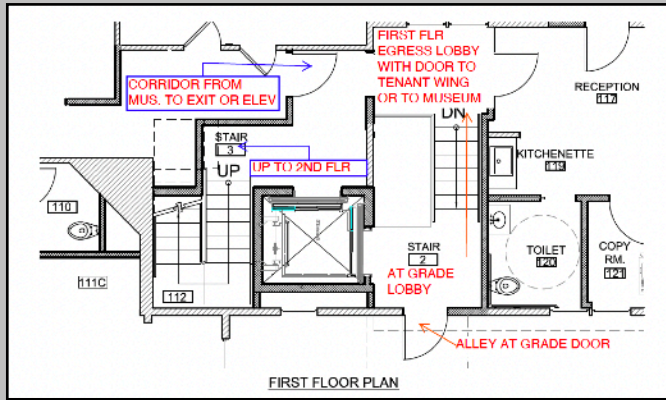 FIRST FLR
EGRESS LOBBY
WITH DOOR TO
TENANT WING
OR TO MUSEUM
CORRIDOR FROM
MUS. TO EXIT OR ELEV
RECEPTION
117
DN
STAIR
3
UP TO 2ND FLR
UP
KITCHENETTE
119
110
STAIR
2
TOILET
120
COPY
RM.
121
AT GRADE
LOBBY
111C
112
ALLEY AT GRADE DOOR
FIRST FLOOR PLAN